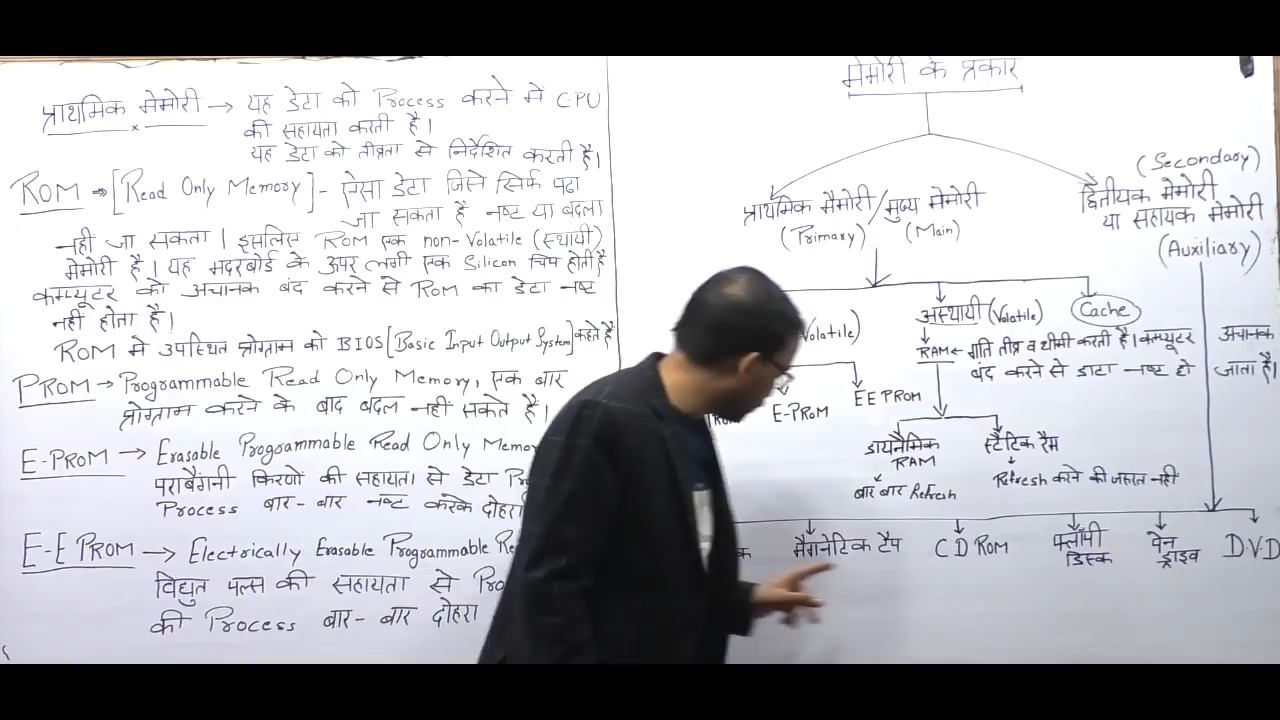 प्राथमिक मेमोरी → यह डेटा को Process करने में CPU
की सहायता करती है।
यह डेटा को तीव्रता से निर्देशित करती है।
ROM → [Read Only Memory] - ऐसा डेटा जिसे सिर्फ पढा
जा सकता है नष्ट या बदला
नहीं जा सकता। इसलिए ROM एक non-Volatile (स्थायी)
मेमोरी है। यह मदरबोर्ड के ऊपर लगी एक Silicon चिप होती है
कम्प्यूटर को अचानक बंद करने से ROM का डेटा नष्ट
नहीं होता है।
ROM में उपस्थित प्रोग्राम को BIOS [Basic Input Output System] कहते हैं
PROM → Programmable Read Only Memory, एक बार
प्रोग्राम करने के बाद बदल नहीं सकते हैं।
E-PROM → Erasable Programmable Read Only Memor
पराबैंगनी किरणों की सहायता से डेटा
Process बार-बार नष्ट करके दोहरा
E-E PROM → Electrically Erasable Programmable Re
विद्युत पल्स की सहायता से
की Process बार-बार दोहरा
मेमोरी के प्रकार
प्राथमिक मैमोरी / मुख्य मेमोरी
(Primary) (Main)
(Secondary)
द्वितीयक मेमोरी
या सहायक मेमोरी
(Auxiliary)
Volatile)
E-PROM
EEPROM
अस्थायी (Volatile)
Cache
RAM ← गति तीव्र व धीमी करती है। कम्प्यूटर अचानक
बंद करने से डाटा नष्ट हो जाता है।
डायनैमिक
RAM
बार बार Refresh
स्टैटिक रैम
Refresh करने की जरूरत नही
मैगनेटिक टैप
CD ROM
फ्लॉपी
डिस्क
पेन
ड्राइव
D.V.D